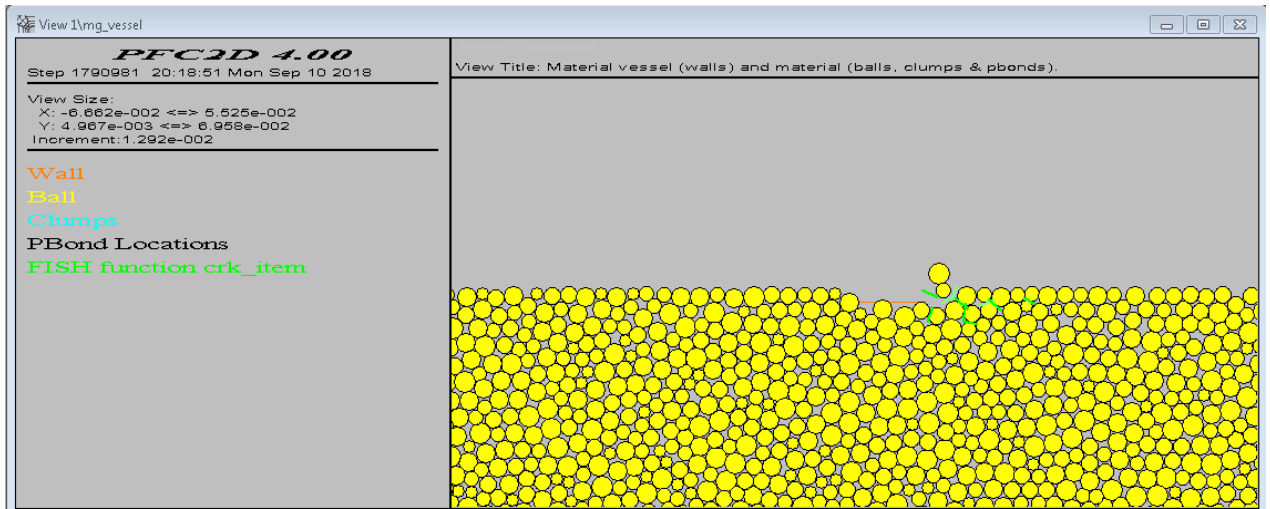 View 1\mg_vessel
PFC2D 4.00
Step 1790981 20:18:51 Mon Sep 10 2018
View Size:
X: -6.662e-002 <=> 5.525e-002
Y: 4.967e-003 <=> 6.958e-002
Increment:1.292e-002
Wall
Ball
Clumps
PBond Locations
FISH function crk_item
View Title: Material vessel (walls) and material (balls, clumps & pbonds).